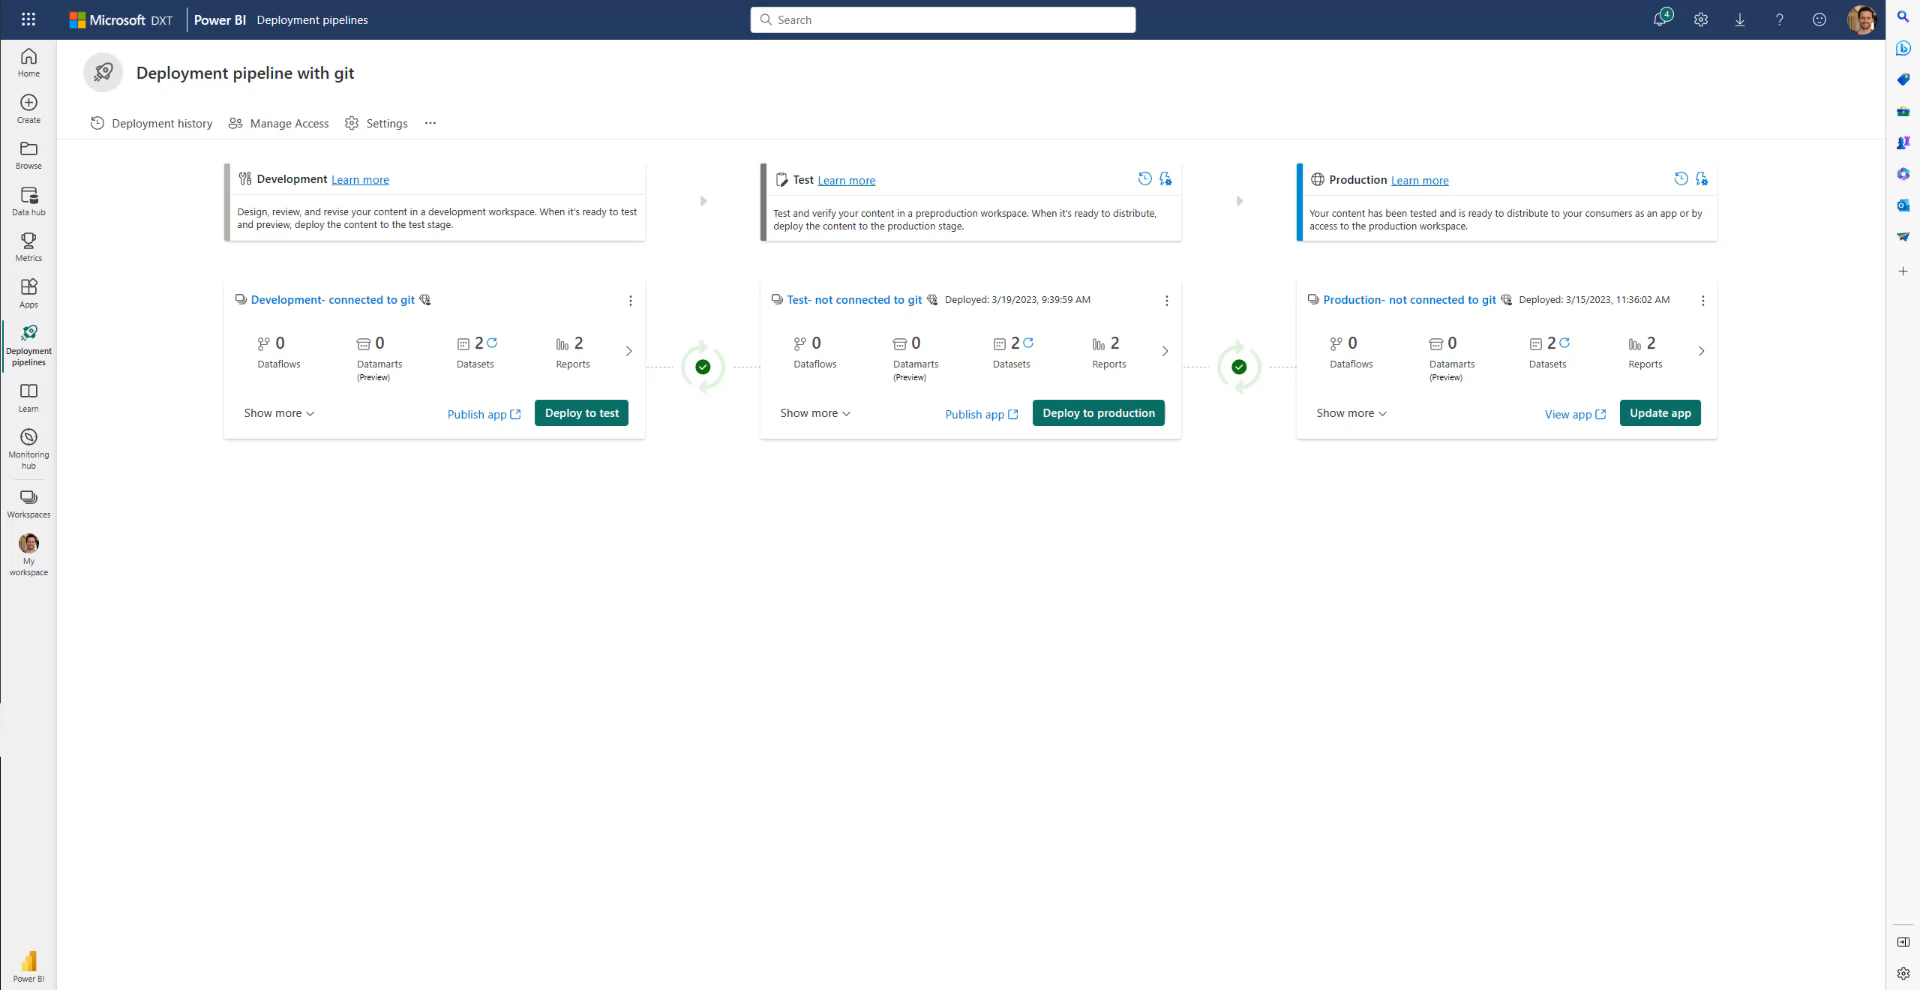 Microsoft DXT Power BI Deployment pipelines
Search
4
Home
Create
Browse
Data hub
Metrics
Apps
Deployment
pipelines
Learn
Monitoring
hub
Workspaces
My
workspace
Power BI
Deployment pipeline with git
Deployment history Manage Access Settings
Development Learn more
Design, review, and revise your content in a development workspace. When it's ready to test
and preview, deploy the content to the test stage.
Test Learn more
Test and verify your content in a preproduction workspace. When it's ready to distribute,
deploy the content to the production stage.
Production Learn more
Your content has been tested and is ready to distribute to your consumers as an app or by
access to the production workspace.
Development- connected to git
0 0 2 2
Dataflows Datamarts Datasets Reports
(Preview)
Show more Publish app Deploy to test
Test- not connected to git Deployed: 3/19/2023, 9:39:59 AM
0 0 2 2
Dataflows Datamarts Datasets Reports
(Preview)
Show more Publish app Deploy to production
Production- not connected to git Deployed: 3/15/2023, 11:36:02 AM
0 0 2 2
Dataflows Datamarts Datasets Reports
(Preview)
Show more View app Update app